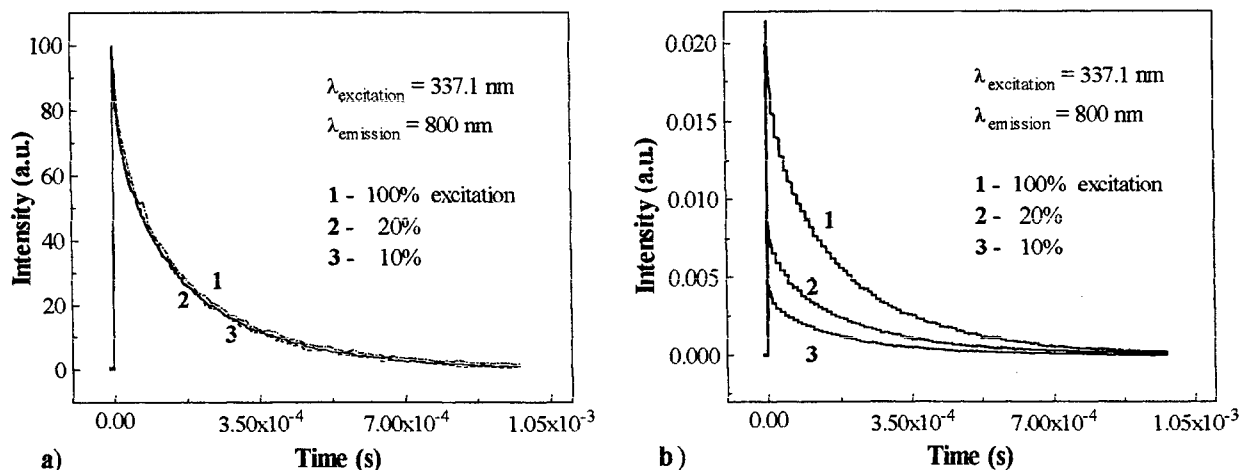 100
80
60
40
20
0
Intensity (a.u.)
λexcitation = 337.1 nm
λemission = 800 nm
1 - 100% excitation
2 - 20%
3 - 10%
1
2
3
0.00
3.50x10-4
7.00x10-4
1.05x10-3
a)
Time (s)
0.020
0.015
0.010
0.005
0.000
Intensity (a.u.)
λexcitation = 337.1 nm
λemission = 800 nm
1 - 100% excitation
2 - 20%
3 - 10%
1
2
3
0.00
3.50x10-4
7.00x10-4
1.05x10-3
b)
Time (s)